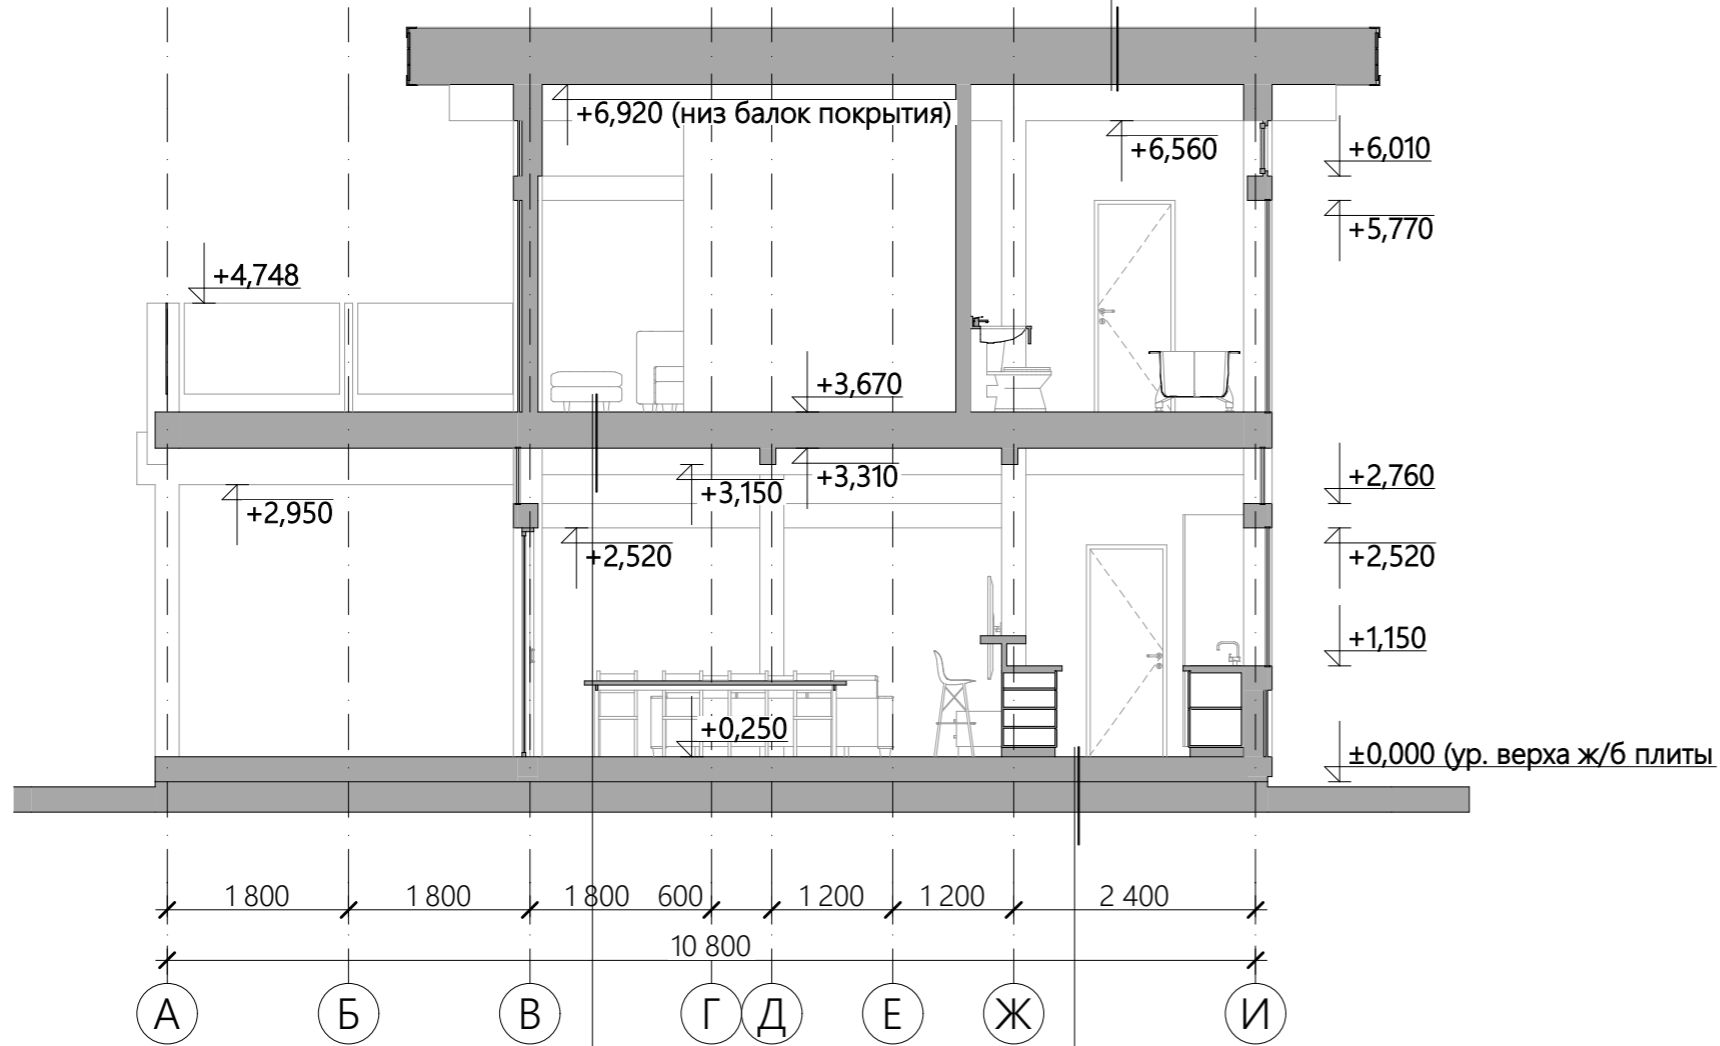 +6,920 (низ балок покрытия)
+6,560
+6,010
+5,770
+4,748
+3,670
+3,310
+3,150
+2,950
+2,760
+2,520
+2,520
+1,150
+0,250
±0,000 (ур. верха ж/б плиты
1 800
1 800
1 800
600
1 200
1 200
2 400
10 800
А
Б
В
Г
Д
Е
Ж
И